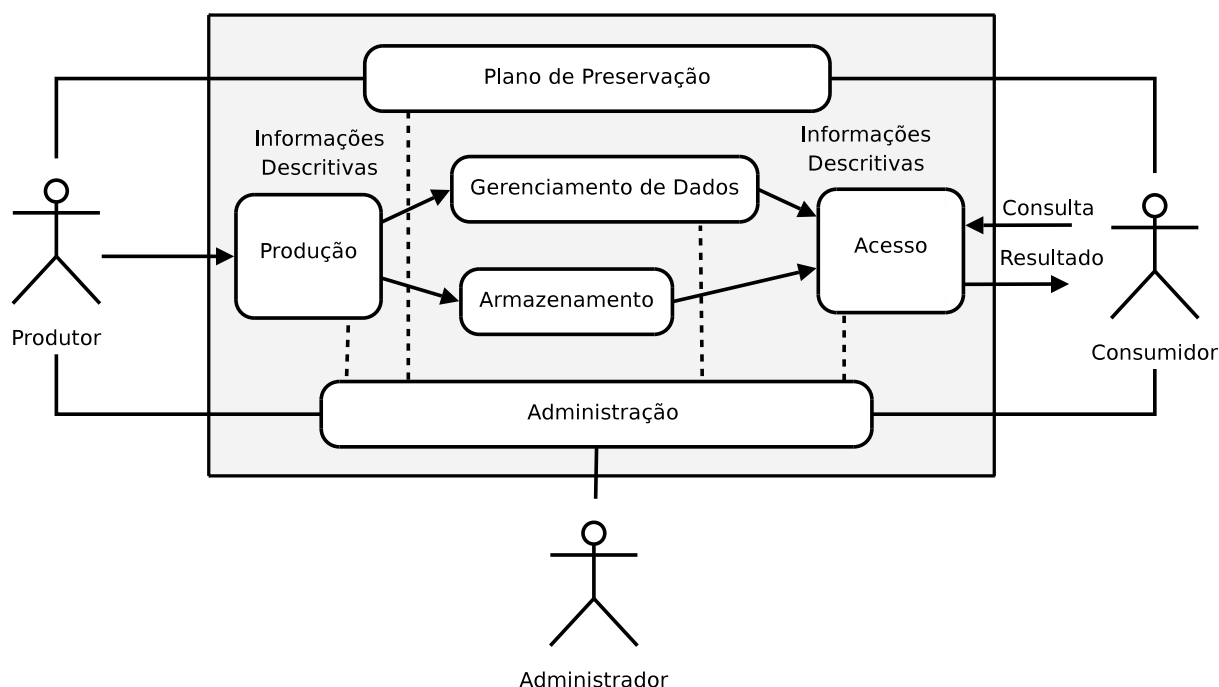 Plano de Preservação
Informações
Descritivas
Informações
Descritivas
Gerenciamento de Dados
Produção
Acesso
Consulta
Resultado
Armazenamento
Produtor
Consumidor
Administração
Administrador